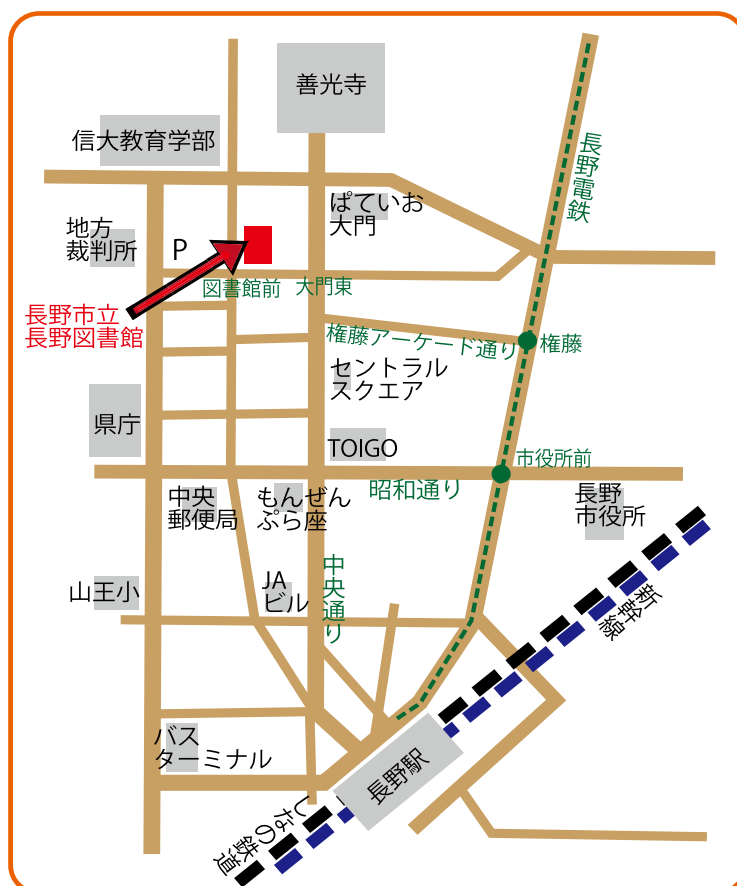 善光寺
信大教育学部
長野電鉄
ぱていお
大門
地方
裁判所
P
図書館前
大門東
長野市立
長野図書館
権藤アーケード通り
権藤
セントラル
スクエア
県庁
TOIGO
市役所前
昭和通り
中央
郵便局
もんぜん
ぷら座
長野
市役所
中央通り
JA
ビル
山王小
新幹線
バス
ターミナル
長野駅
しなの鉄道